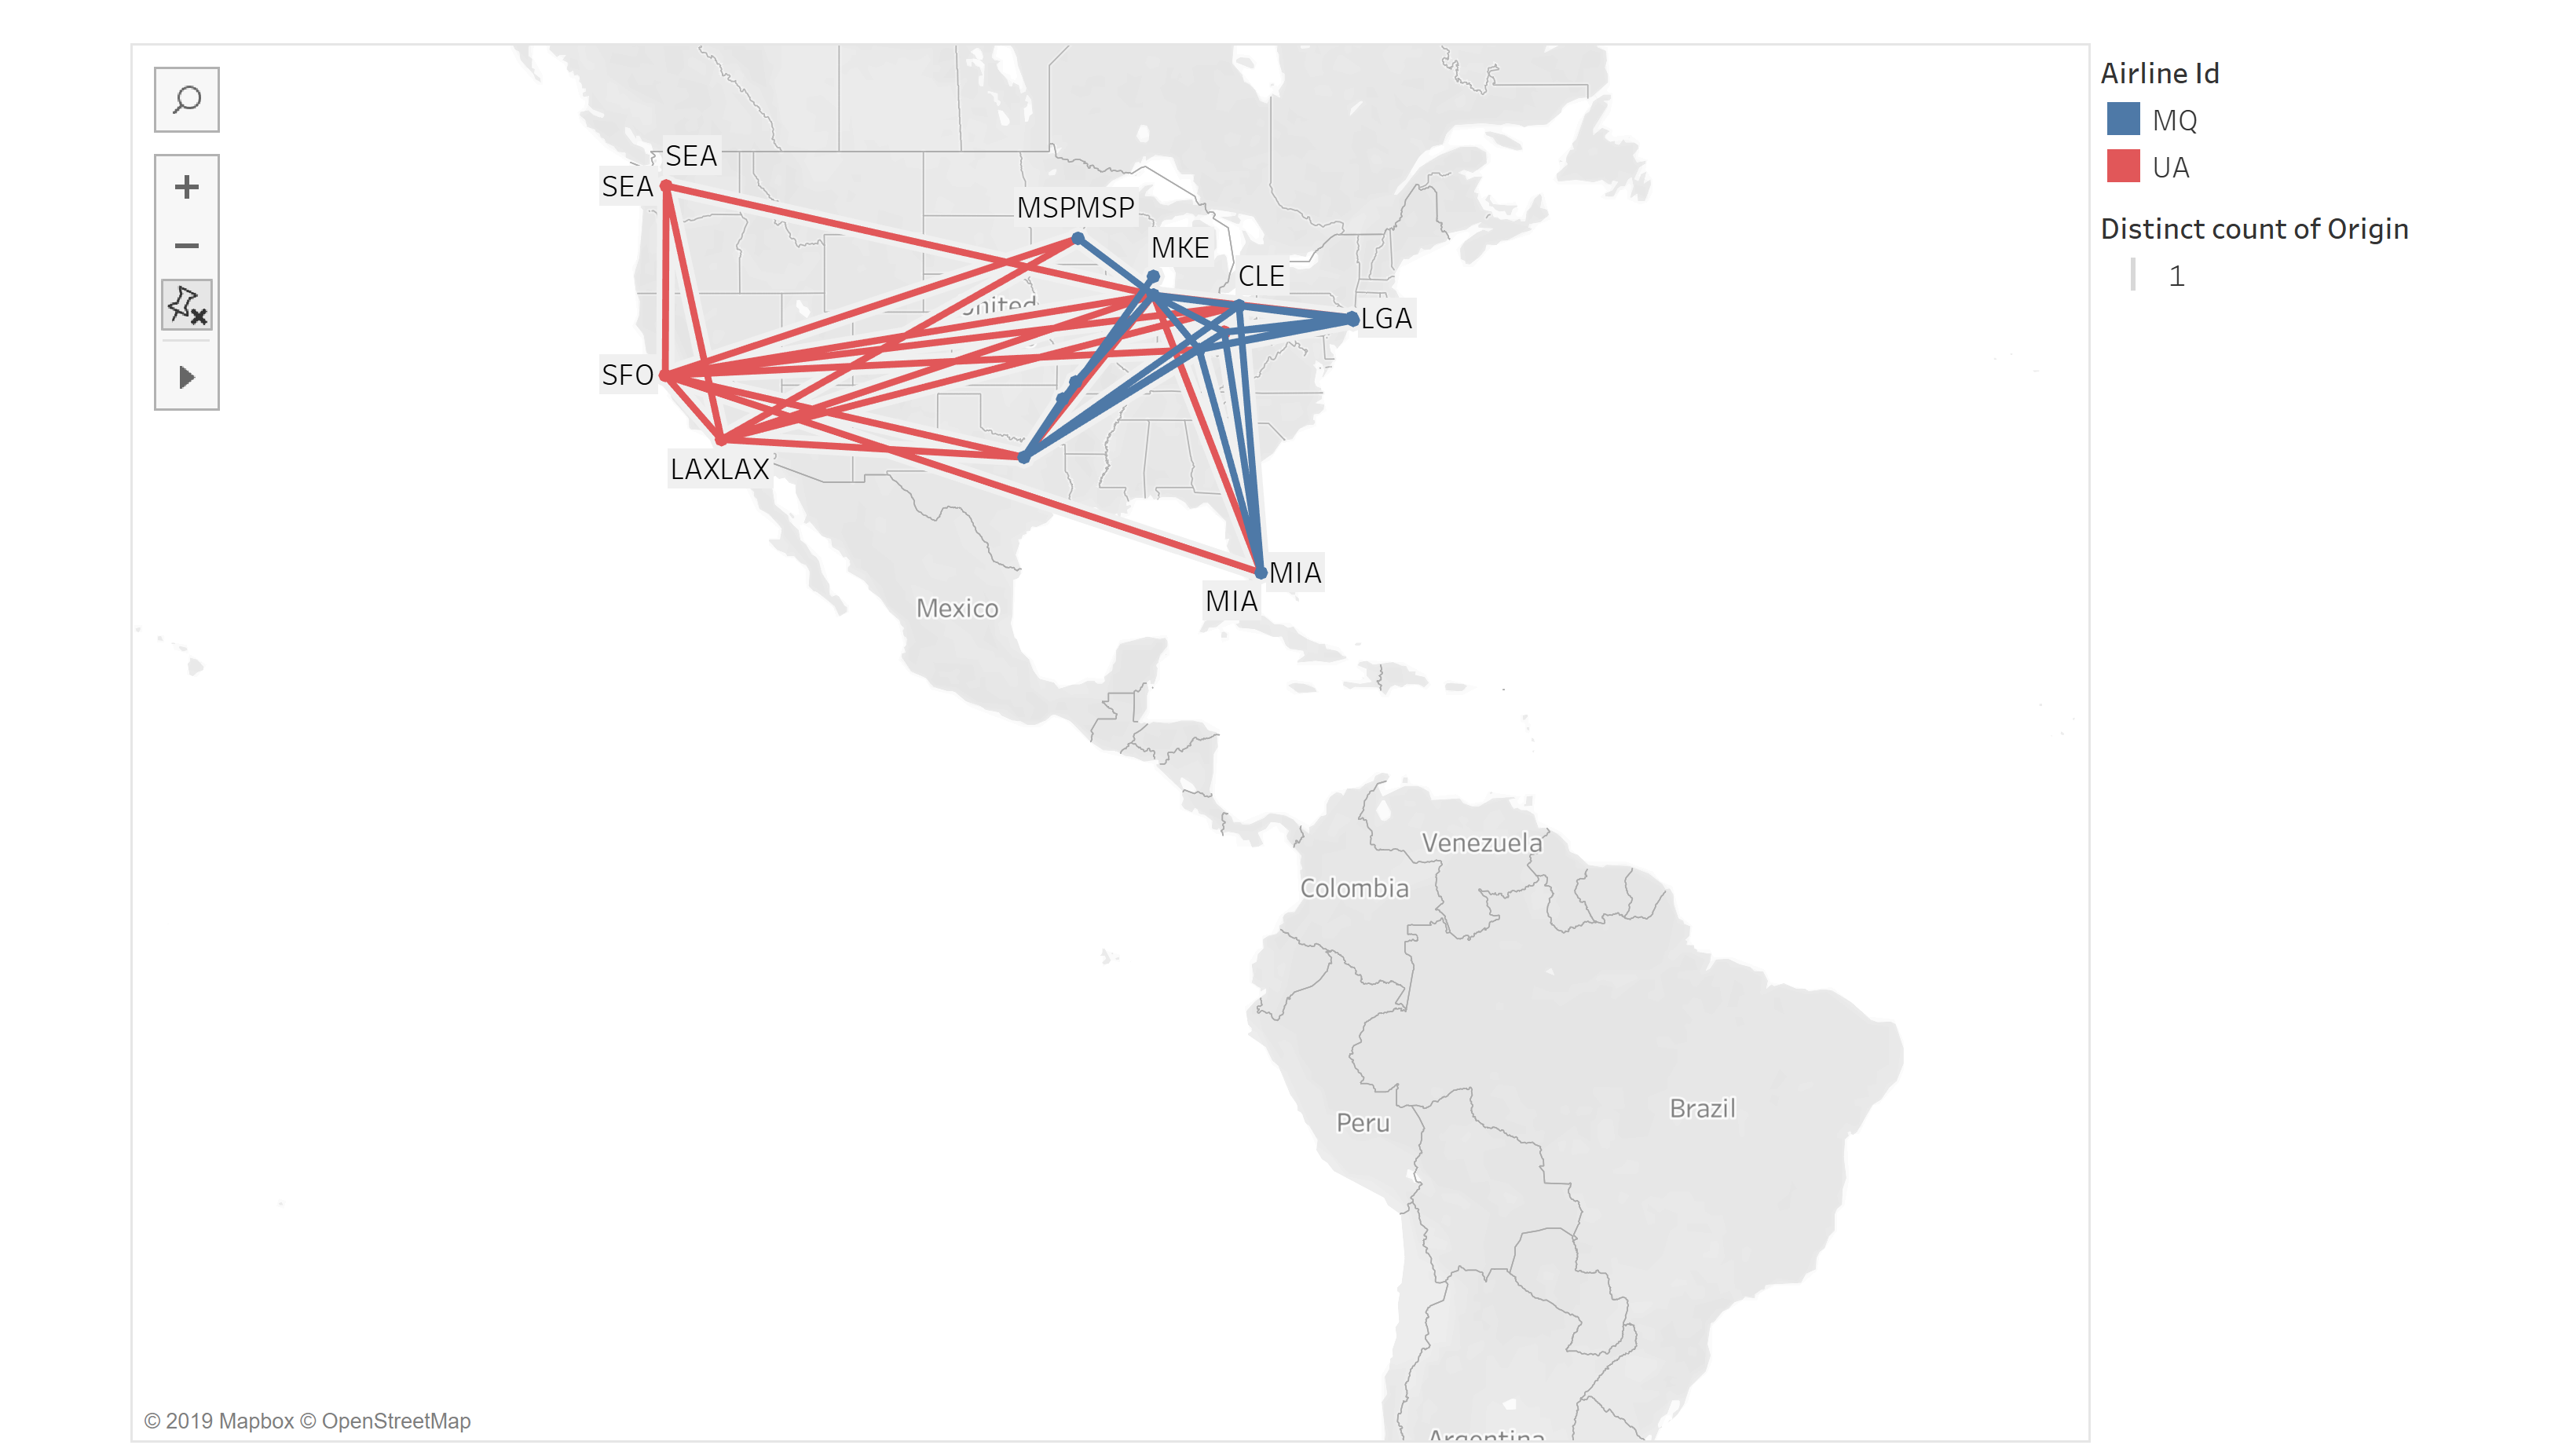 Airline Id
MQ
UA
Distinct count of Origin
1
SEA
SEA
MSPMSP
MKE
CLE
United
LGA
SFO
LAXLAX
MIA
MIA
Mexico
Venezuela
Colombia
Brazil
Peru
Argentina
© 2019 Mapbox © OpenStreetMap